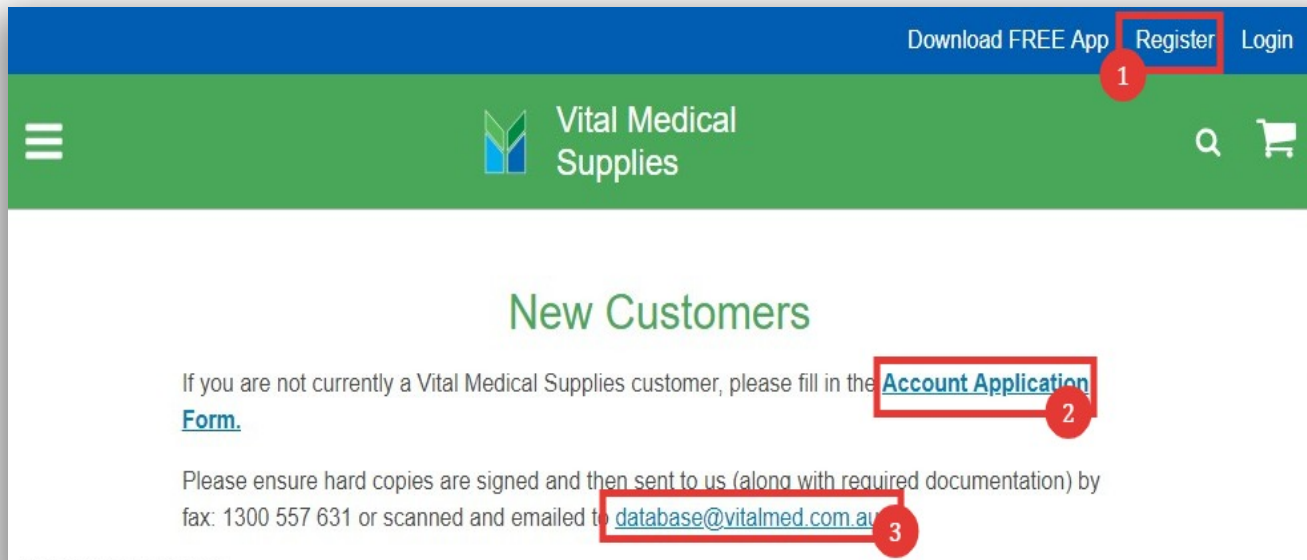 Download FREE App Register Login
1
Vital Medical
Supplies
New Customers
If you are not currently a Vital Medical Supplies customer, please fill in the Account Application
Form.
2
Please ensure hard copies are signed and then sent to us (along with required documentation) by
fax: 1300 557 631 or scanned and emailed to database@vitalmed.com.au
3